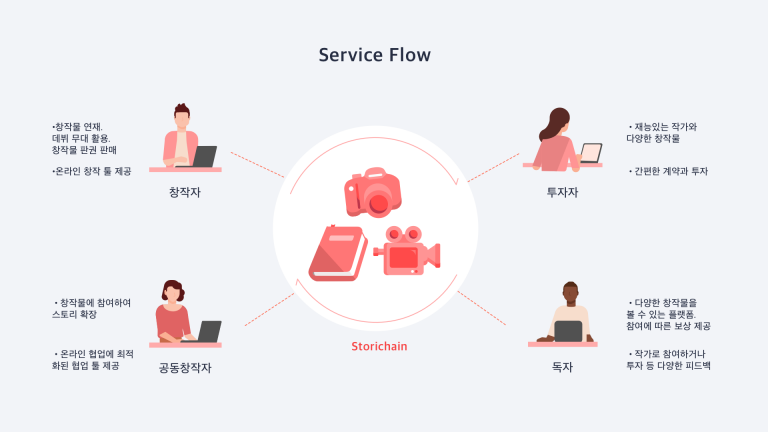 Service Flow
•창작물 연재.
데뷔 무대 활용.
창작물 판권 판매
•온라인 창작 툴 제공
창작자
• 재능있는 작가와
다양한 창작물
• 간편한 계약과 투자
투자자
• 창작물에 참여하여
스토리 확장
• 온라인 협업에 최적
화된 협업 툴 제공
공동창작자
Storichain
• 다양한 창작물을
볼 수 있는 플랫폼.
참여에 따른 보상 제공
• 작가로 참여하거나
투자 등 다양한 피드백
독자